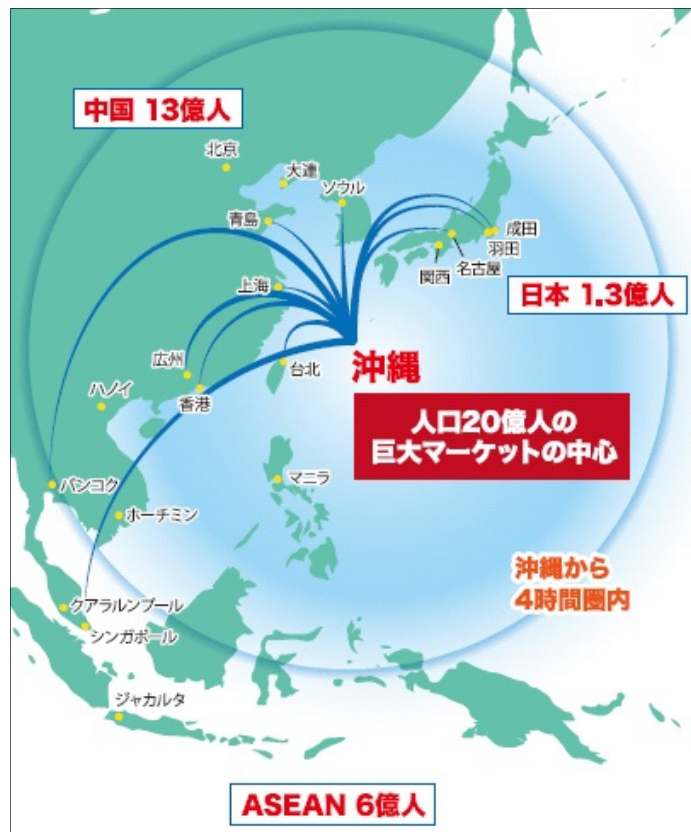 中国 13億人
北京
大連
ソウル
青島
成田
羽田
名古屋
関西
上海
日本 1.3億人
広州
台北
沖縄
香港
ハノイ
人口20億人の
巨大マーケットの中心
バンコク
マニラ
ホーチミン
沖縄から
4時間圏内
クアラルンプール
シンガポール
ジャカルタ
ASEAN 6億人